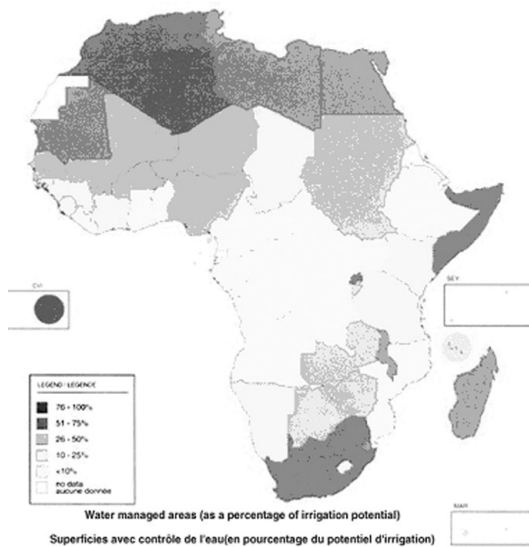 CVI
SEY
LEGEND / LEGENDE
76 - 100%
51 - 75%
26 - 50%
10 - 25%
<10%
no data
aucune donnée
MAR
Water managed areas (as a percentage of irrigation potential)
Superficies avec contrôle de l'eau(en pourcentage du potentiel d'irrigation)